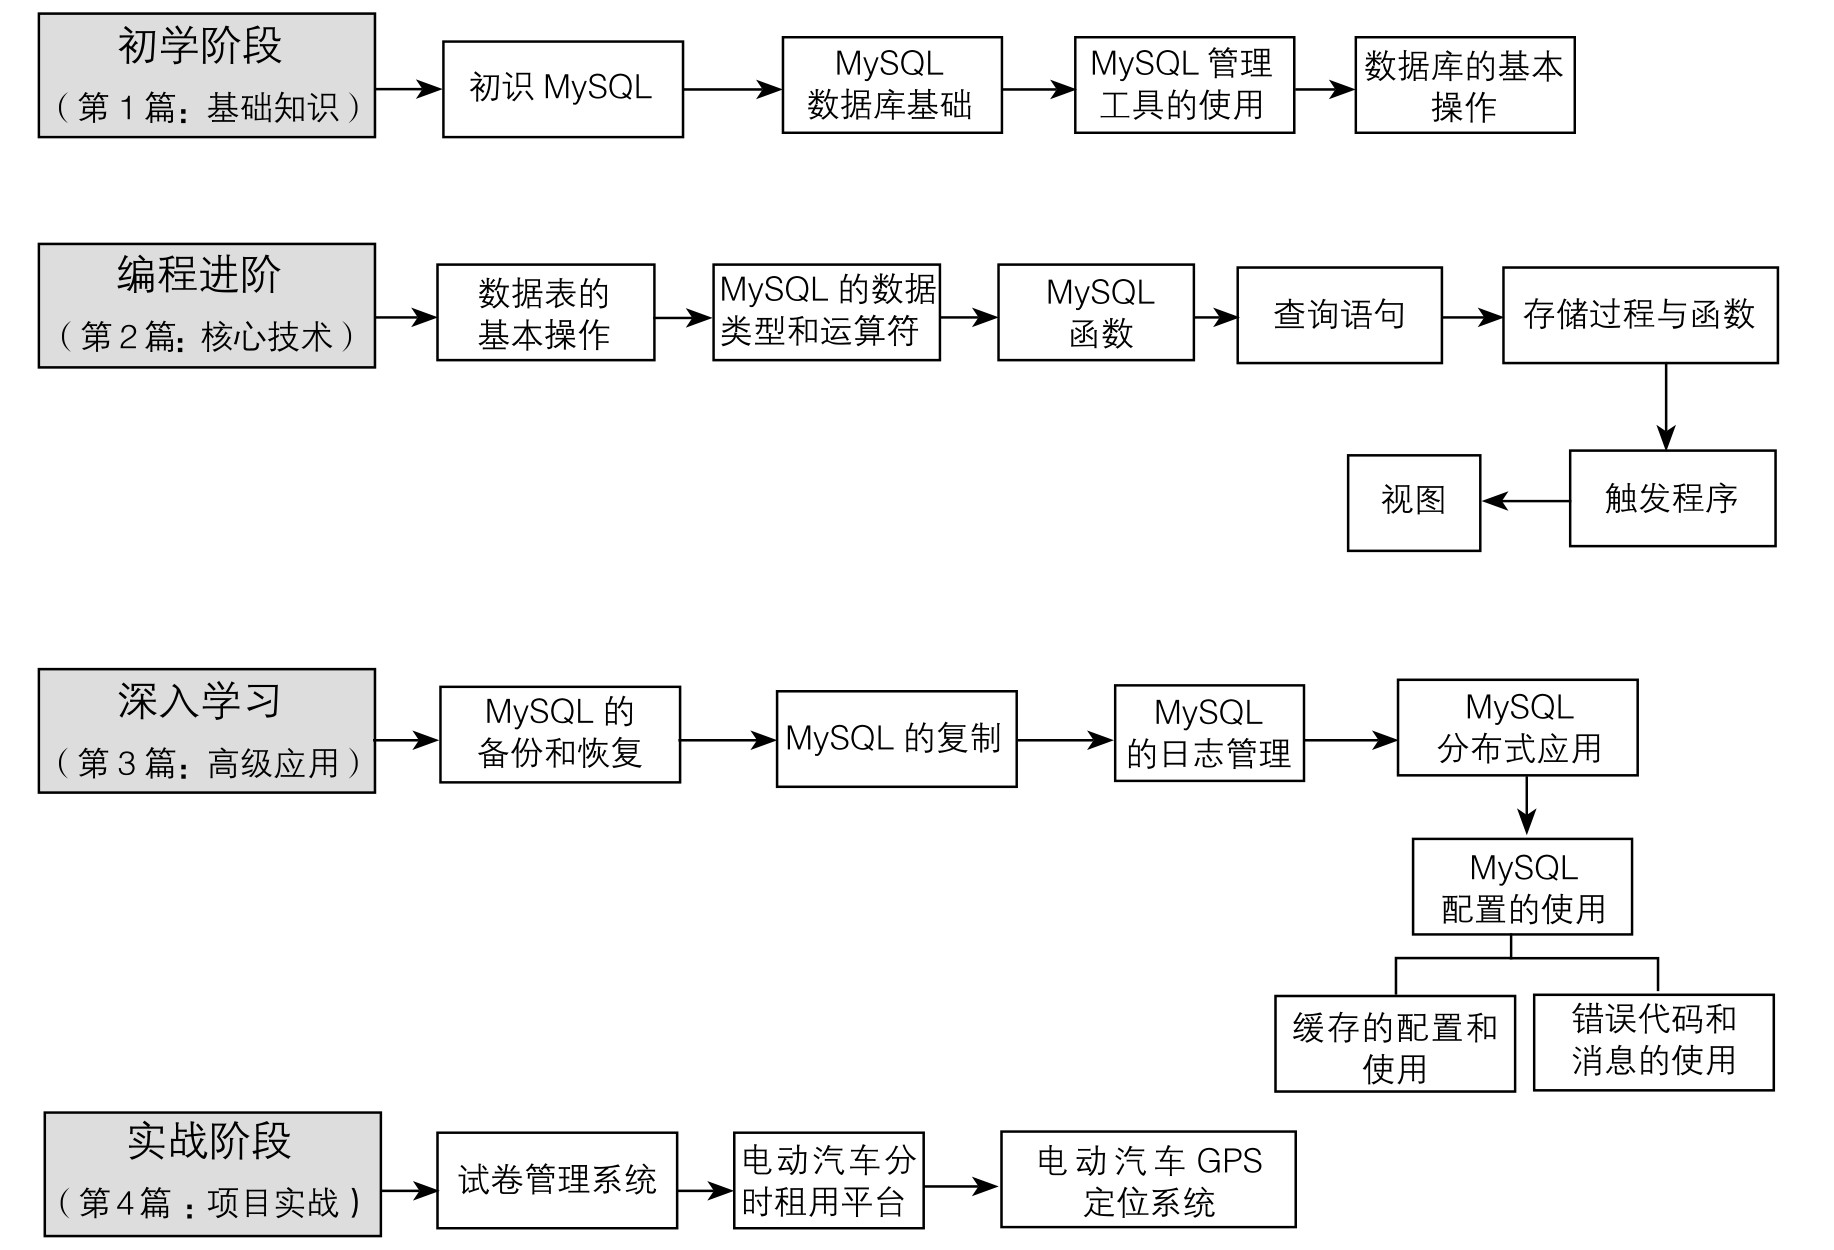 初学阶段
（第1篇：基础知识）
初识 MySQL
MySQL
数据库基础
MySQL 管理
工具的使用
数据库的基本
操作
编程进阶
（第2篇：核心技术）
数据表的
基本操作
MySQL 的数据
类型和运算符
MySQL
函数
查询语句
存储过程与函数
触发程序
视图
深入学习
（第3篇：高级应用）
MySQL 的
备份和恢复
MySQL 的复制
MySQL
的日志管理
MySQL
分布式应用
MySQL
配置的使用
缓存的配置和
使用
错误代码和
消息的使用
实战阶段
（第4篇：项目实战）
试卷管理系统
电动汽车分
时租用平台
电动汽车 GPS
定位系统